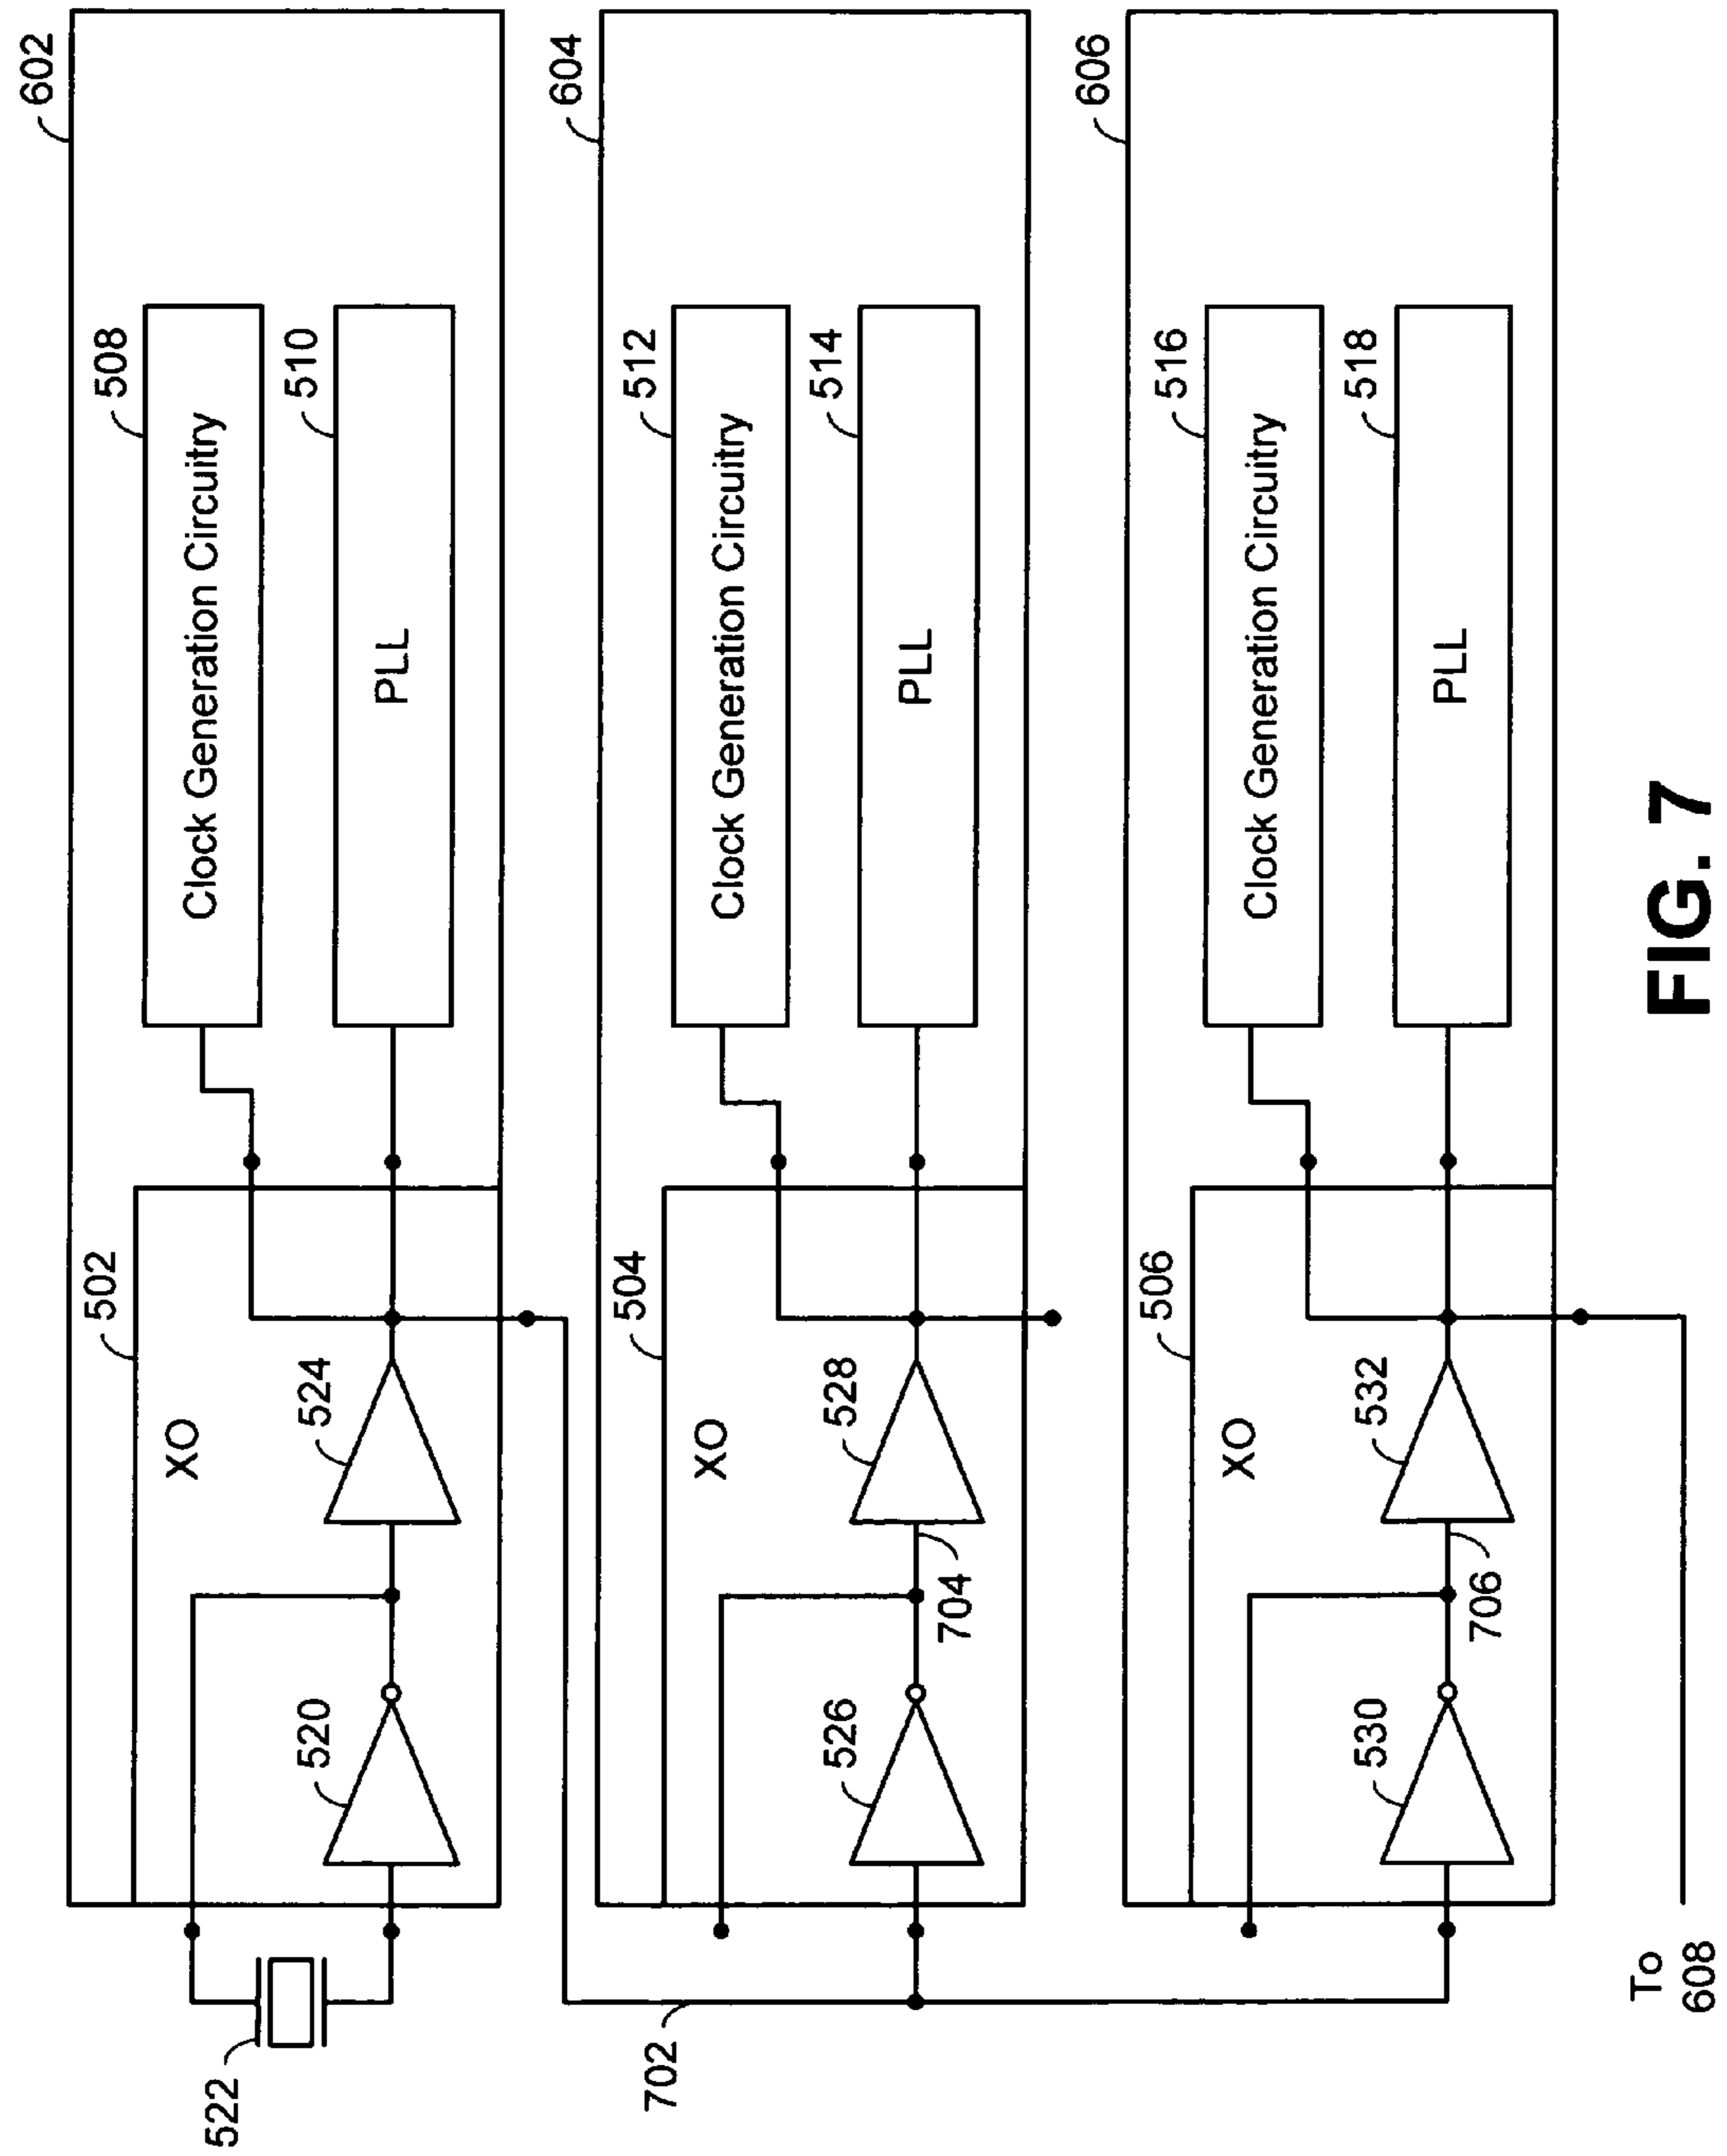 602
508
Clock Generation Circuitry
510
PLL
502
XO
524
520
522
604
512
Clock Generation Circuitry
514
PLL
504
XO
528
704
526
702
606
516
Clock Generation Circuitry
518
PLL
506
XO
532
706
530
To
608
FIG. 7